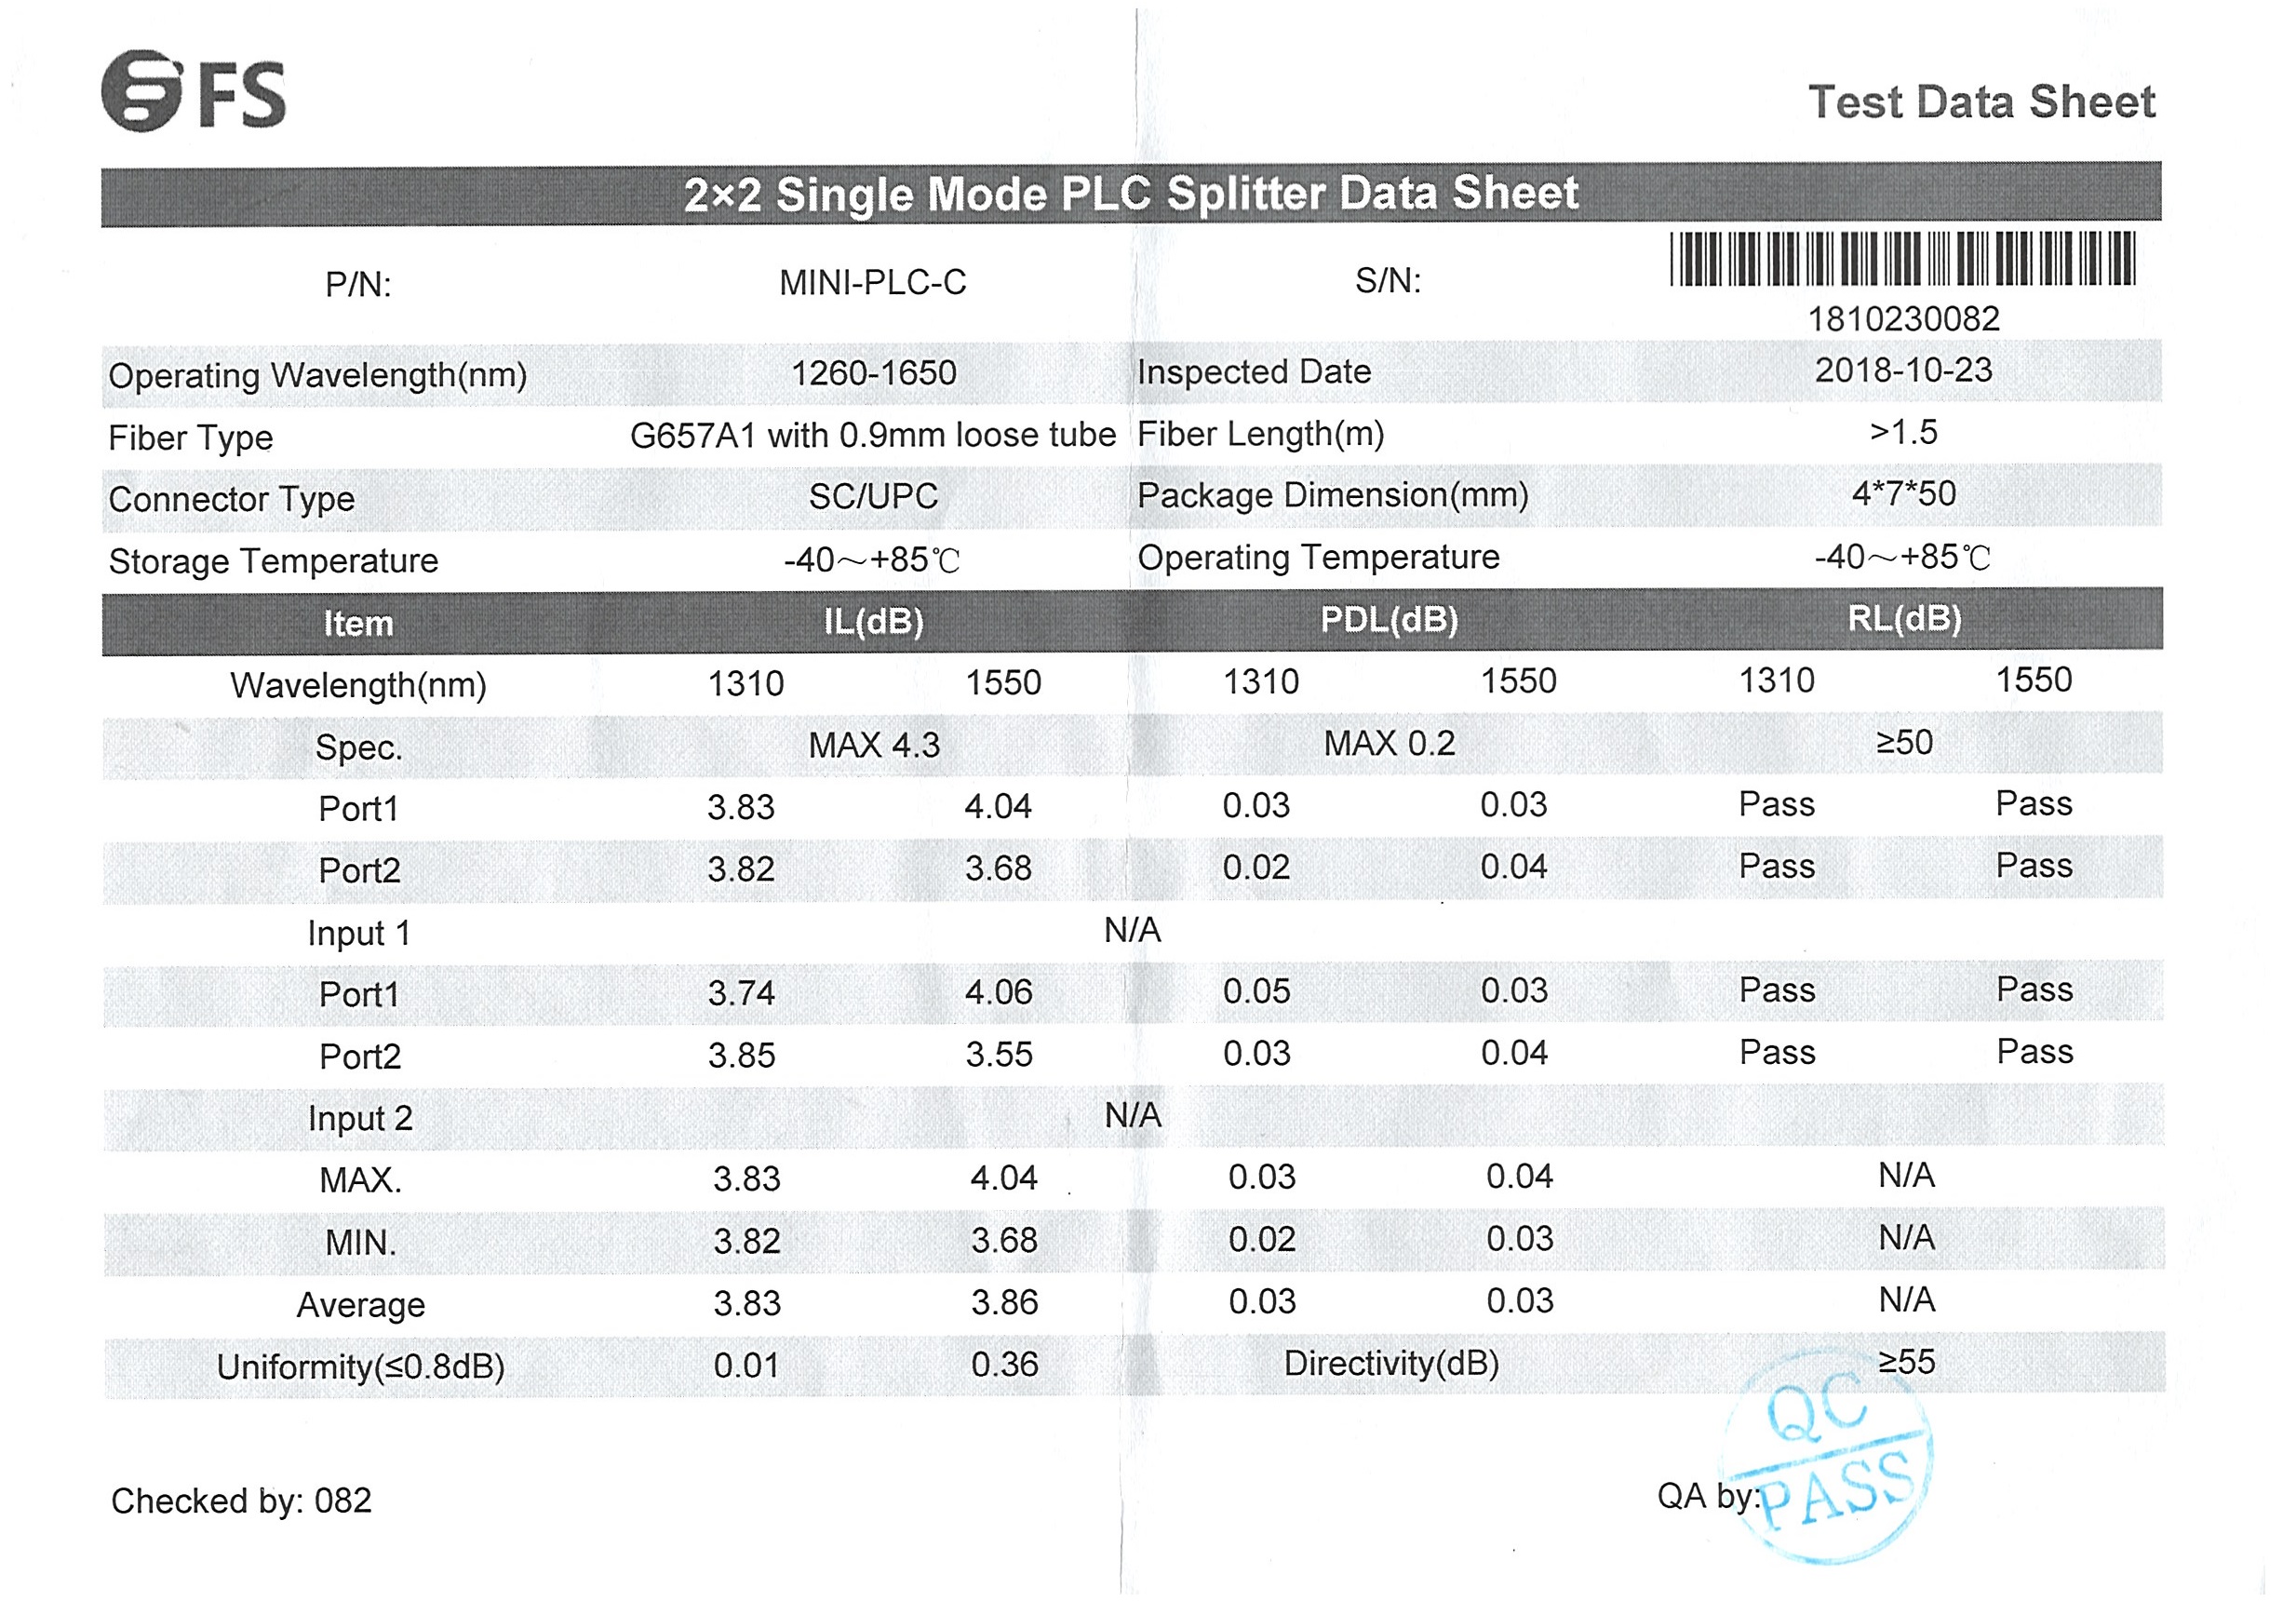 FS
Test Data Sheet
2×2 Single Mode PLC Splitter Data Sheet
P/N: MINI-PLC-C S/N:
1810230082
Operating Wavelength(nm) 1260-1650 Inspected Date 2018-10-23
Fiber Type G657A1 with 0.9mm loose tube Fiber Length(m) >1.5
Connector Type SC/UPC Package Dimension(mm) 4*7*50
Storage Temperature -40～+85℃ Operating Temperature -40～+85℃
Item IL(dB) PDL(dB) RL(dB)
Wavelength(nm) 1310 1550 1310 1550 1310 1550
Spec. MAX 4.3 MAX 0.2 ≥50
Port1 3.83 4.04 0.03 0.03 Pass Pass
Port2 3.82 3.68 0.02 0.04 Pass Pass
Input 1 N/A
Port1 3.74 4.06 0.05 0.03 Pass Pass
Port2 3.85 3.55 0.03 0.04 Pass Pass
Input 2 N/A
MAX. 3.83 4.04 0.03 0.04 N/A
MIN. 3.82 3.68 0.02 0.03 N/A
Average 3.83 3.86 0.03 0.03 N/A
Uniformity(≤0.8dB) 0.01 0.36 Directivity(dB) ≥55
Checked by: 082 QA by:
QC
PASS